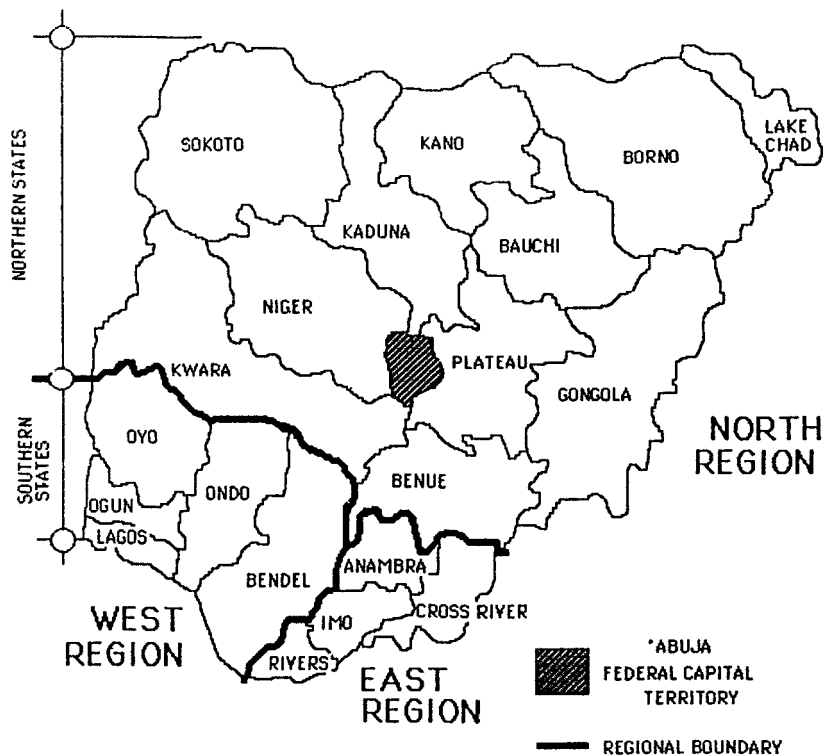 NORTHERN STATES
SOUTHERN
STATES
SOKOTO
KANO
BORNO
LAKE
CHAD
KADUNA
BAUCHI
NIGER
PLATEAU
KWARA
GONGOLA
OYO
NORTH
REGION
BENUE
OGUN
ONDO
LAGOS
ANAMBRA
BENDEL
WEST
REGION
IMO
CROSS RIVER
RIVERS
EAST
REGION
*ABUJA
FEDERAL CAPITAL
TERRITORY
REGIONAL BOUNDARY